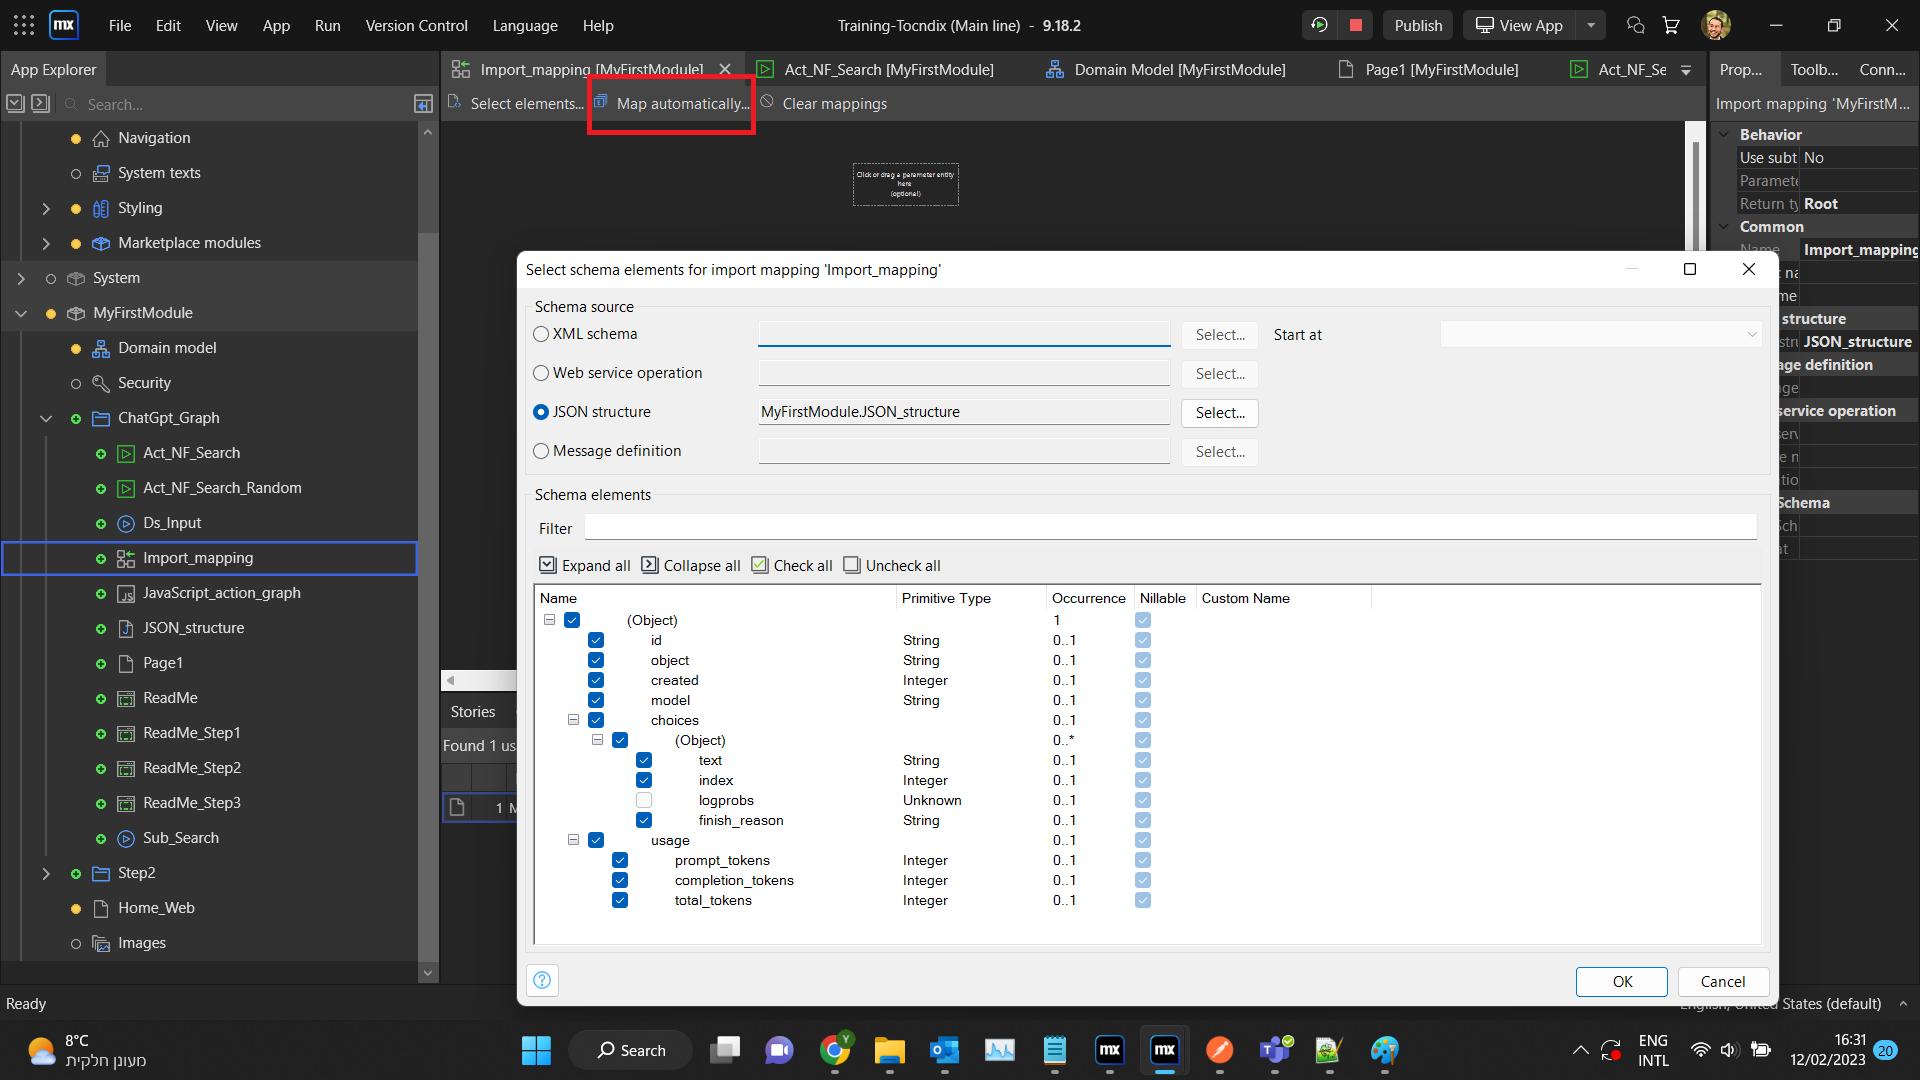 mx
File
Edit
View
App
Run
Version Control
Language
Help
Training-Tocndix (Main line) - 9.18.2
Publish
View App
App Explorer
Import_mapping [MyFirstModule]
Act_NF_Search [MyFirstModule]
Domain Model [MyFirstModule]
Page1 [MyFirstModule]
Act_NF_Se
Prop...
Toolb...
Conn...
Search...
Select elements...
Map automatically...
Clear mappings
Import mapping 'MyFirstM...
Navigation
System texts
Styling
Marketplace modules
System
MyFirstModule
Domain model
Security
ChatGpt_Graph
Act_NF_Search
Act_NF_Search_Random
Ds_Input
Import_mapping
JavaScript_action_graph
JSON_structure
Page1
ReadMe
ReadMe_Step1
ReadMe_Step2
ReadMe_Step3
Sub_Search
Step2
Home_Web
Images
Click or drag a parameter entity
here
(optional)
Behavior
Use subt No
Paramete
Return ty Root
Common
Name Import_mapping
structure
JSON_structure
age definition
service operation
Schema
Stories
Found 1 us
1 M
Select schema elements for import mapping 'Import_mapping'
Schema source
XML schema Select... Start at
Web service operation Select...
JSON structure MyFirstModule.JSON_structure Select...
Message definition Select...
Schema elements
Filter
Expand all Collapse all Check all Uncheck all
Name Primitive Type Occurrence Nillable Custom Name
(Object) 1
id String 0..1
object String 0..1
created Integer 0..1
model String 0..1
choices 0..1
(Object) 0..*
text String 0..1
index Integer 0..1
logprobs Unknown 0..1
finish_reason String 0..1
usage 0..1
prompt_tokens Integer 0..1
completion_tokens Integer 0..1
total_tokens Integer 0..1
OK
Cancel
Ready
English, United States (default)
8°C
מעונן חלקית
Search
mx
mx
ENG
INTL
16:31
12/02/2023
20